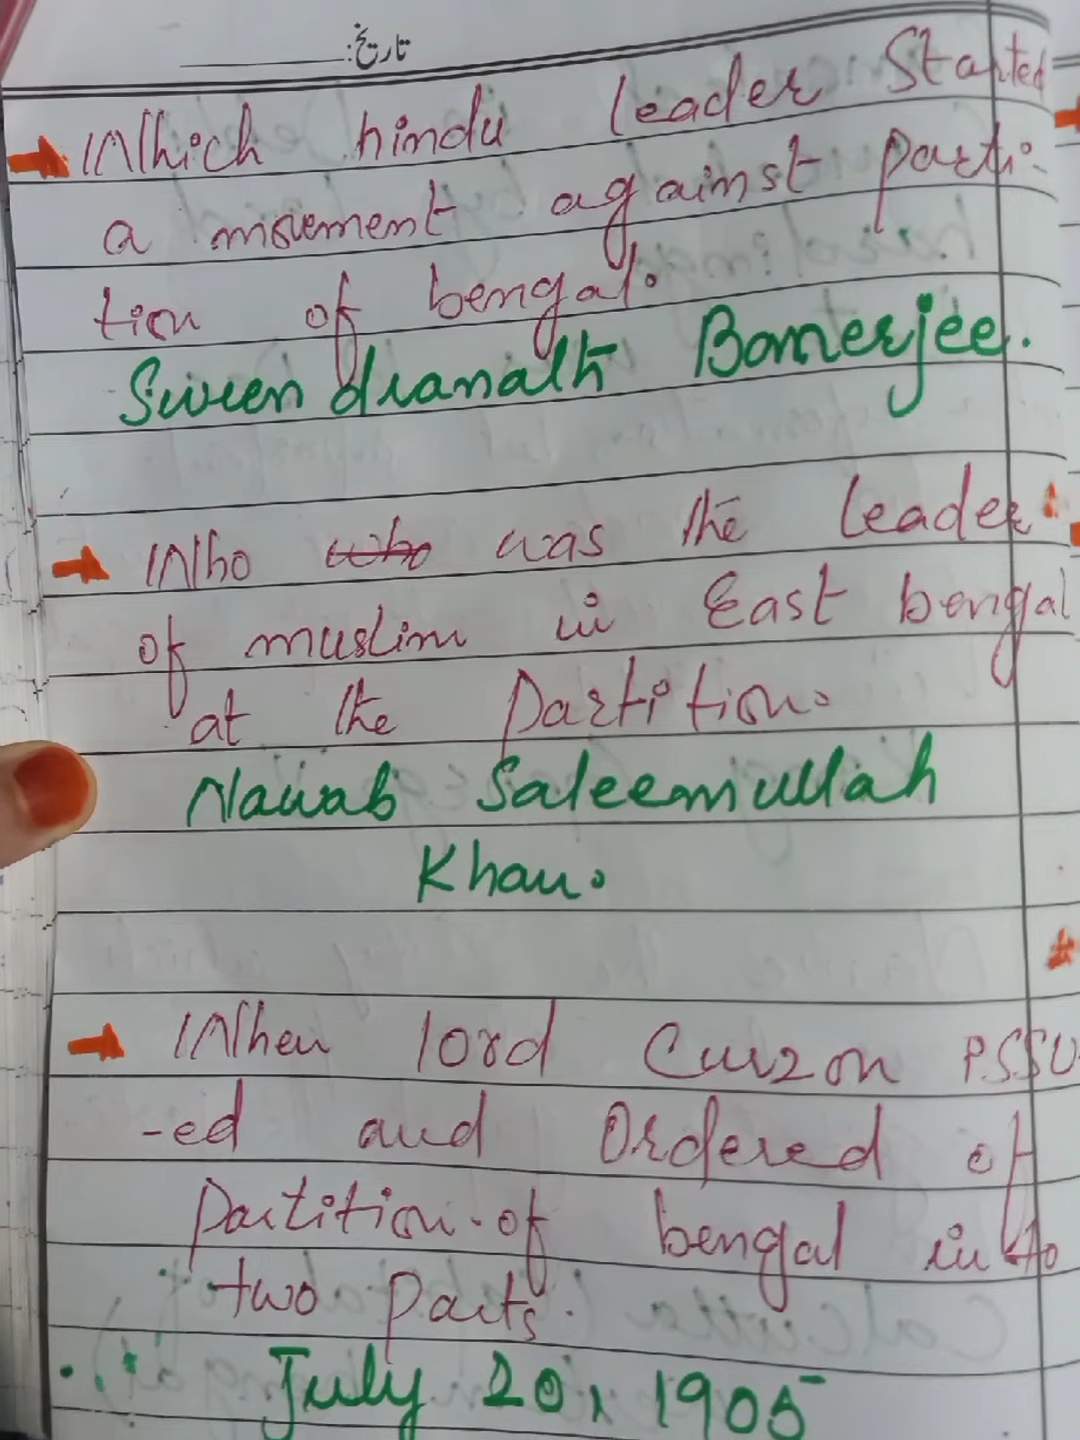 تاریخ:
Which hindu leader Started
a movement against parti-
tion of bengal.
Surendranath Banerjee.
Who who was the leader
of muslim in East bengal
at the partition.
Nawab Saleemullah
Khan.
When lord Curzon PSSU
-ed and Ordered of
partition of bengal into
two parts.
July 20, 1905